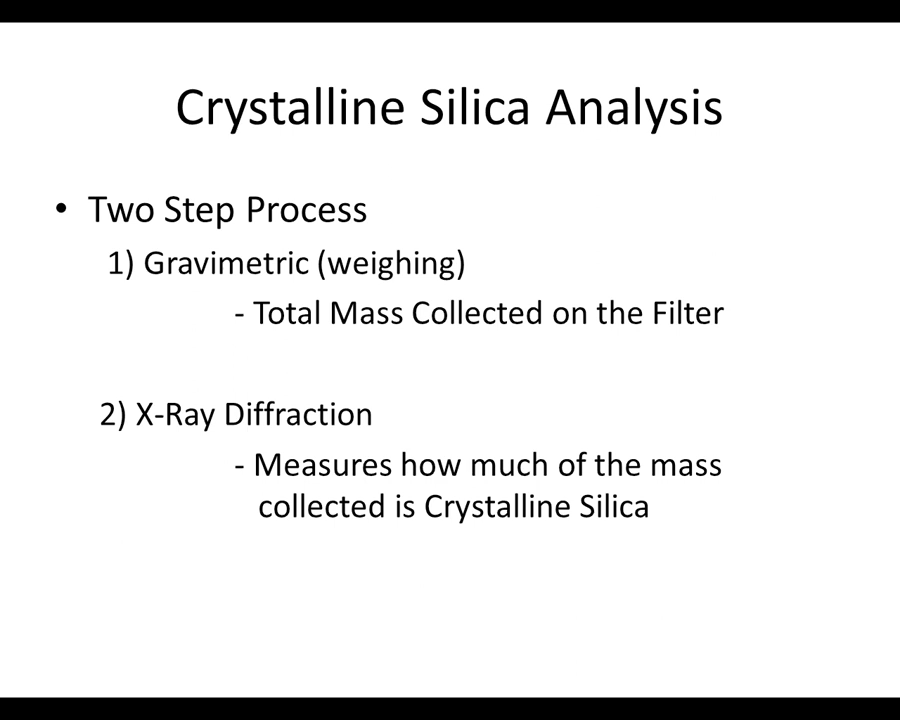 Crystalline Silica Analysis
• Two Step Process
1) Gravimetric (weighing)
- Total Mass Collected on the Filter
2) X-Ray Diffraction
- Measures how much of the mass
collected is Crystalline Silica